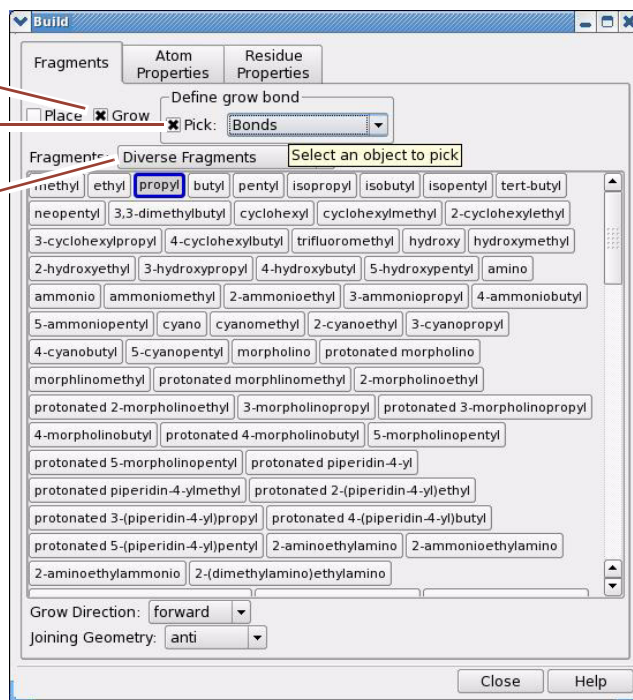 Build
Fragments
Atom Properties
Residue Properties
Place Grow
Define grow bond
Pick: Bonds
Fragments: Diverse Fragments
Select an object to pick
methyl ethyl propyl butyl pentyl isopropyl isobutyl isopentyl tert-butyl
neopentyl 3,3-dimethylbutyl cyclohexyl cyclohexylmethyl 2-cyclohexylethyl
3-cyclohexylpropyl 4-cyclohexylbutyl trifluoromethyl hydroxy hydroxymethyl
2-hydroxyethyl 3-hydroxypropyl 4-hydroxybutyl 5-hydroxypentyl amino
ammonio ammoniomethyl 2-ammonioethyl 3-ammoniopropyl 4-ammoniobutyl
5-ammoniopentyl cyano cyanomethyl 2-cyanoethyl 3-cyanopropyl
4-cyanobutyl 5-cyanopentyl morpholino protonated morpholino
morphlinomethyl protonated morphlinomethyl 2-morpholinoethyl
protonated 2-morpholinoethyl 3-morpholinopropyl protonated 3-morpholinopropyl
4-morpholinobutyl protonated 4-morpholinobutyl 5-morpholinopentyl
protonated 5-morpholinopentyl protonated piperidin-4-yl
protonated piperidin-4-ylmethyl protonated 2-(piperidin-4-yl)ethyl
protonated 3-(piperidin-4-yl)propyl protonated 4-(piperidin-4-yl)butyl
protonated 5-(piperidin-4-yl)pentyl 2-aminoethylamino 2-ammonioethylamino
2-aminoethylammonio 2-(dimethylamino)ethylamino
Grow Direction: forward
Joining Geometry: anti
Close Help